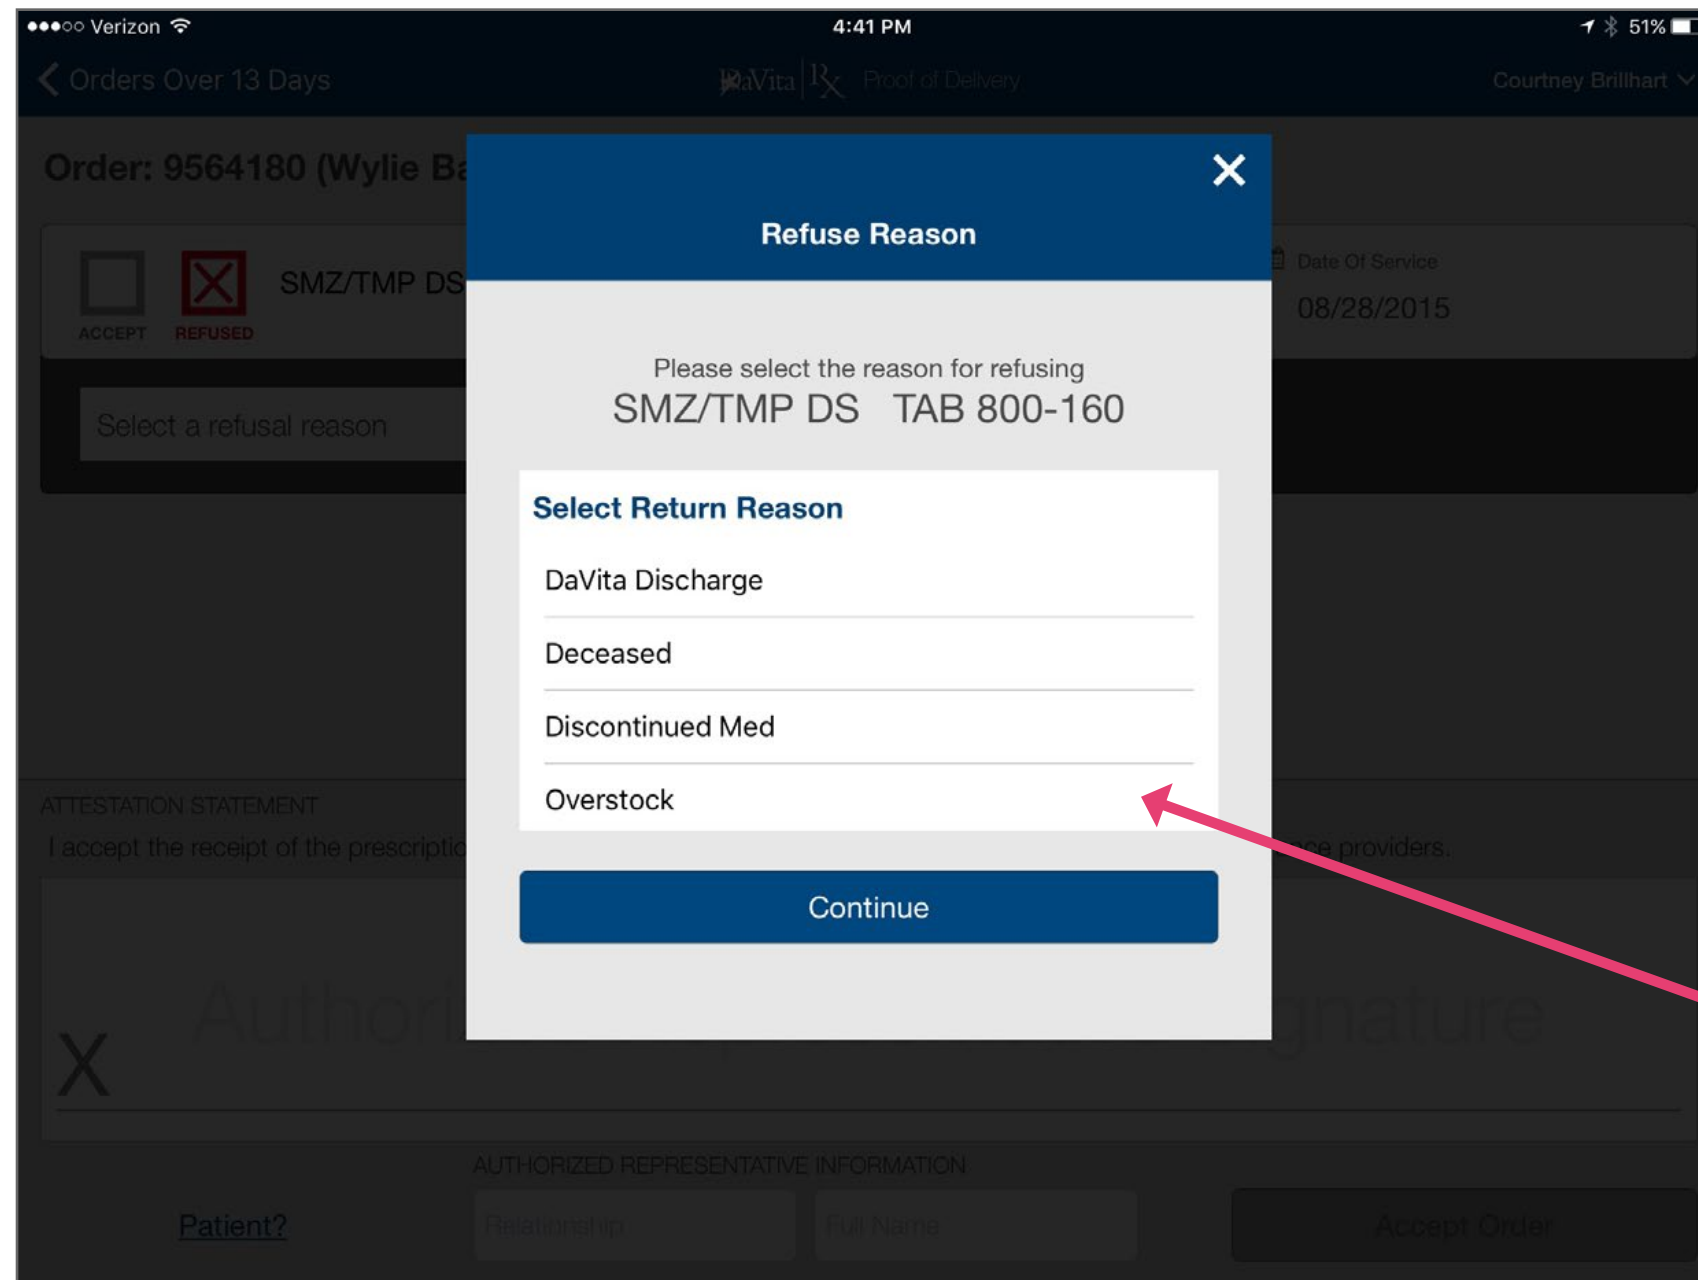 Verizon 4:41 PM 51%
Orders Over 13 Days DaVita Rx Proof of Delivery Courtney Brillhart
Order: 9564180 (Wylie
Refuse Reason
SMZ/TMP DS
ACCEPT REFUSED
Date Of Service
08/28/2015
Please select the reason for refusing
SMZ/TMP DS TAB 800-160
Select a refusal reason
Select Return Reason
DaVita Discharge
Deceased
Discontinued Med
Overstock
ATTESTATION STATEMENT
I accept the receipt of the providers.
Continue
X
AUTHORIZED REPRESENTATIVE INFORMATION
Patient? Relationship Full Name Accept Order